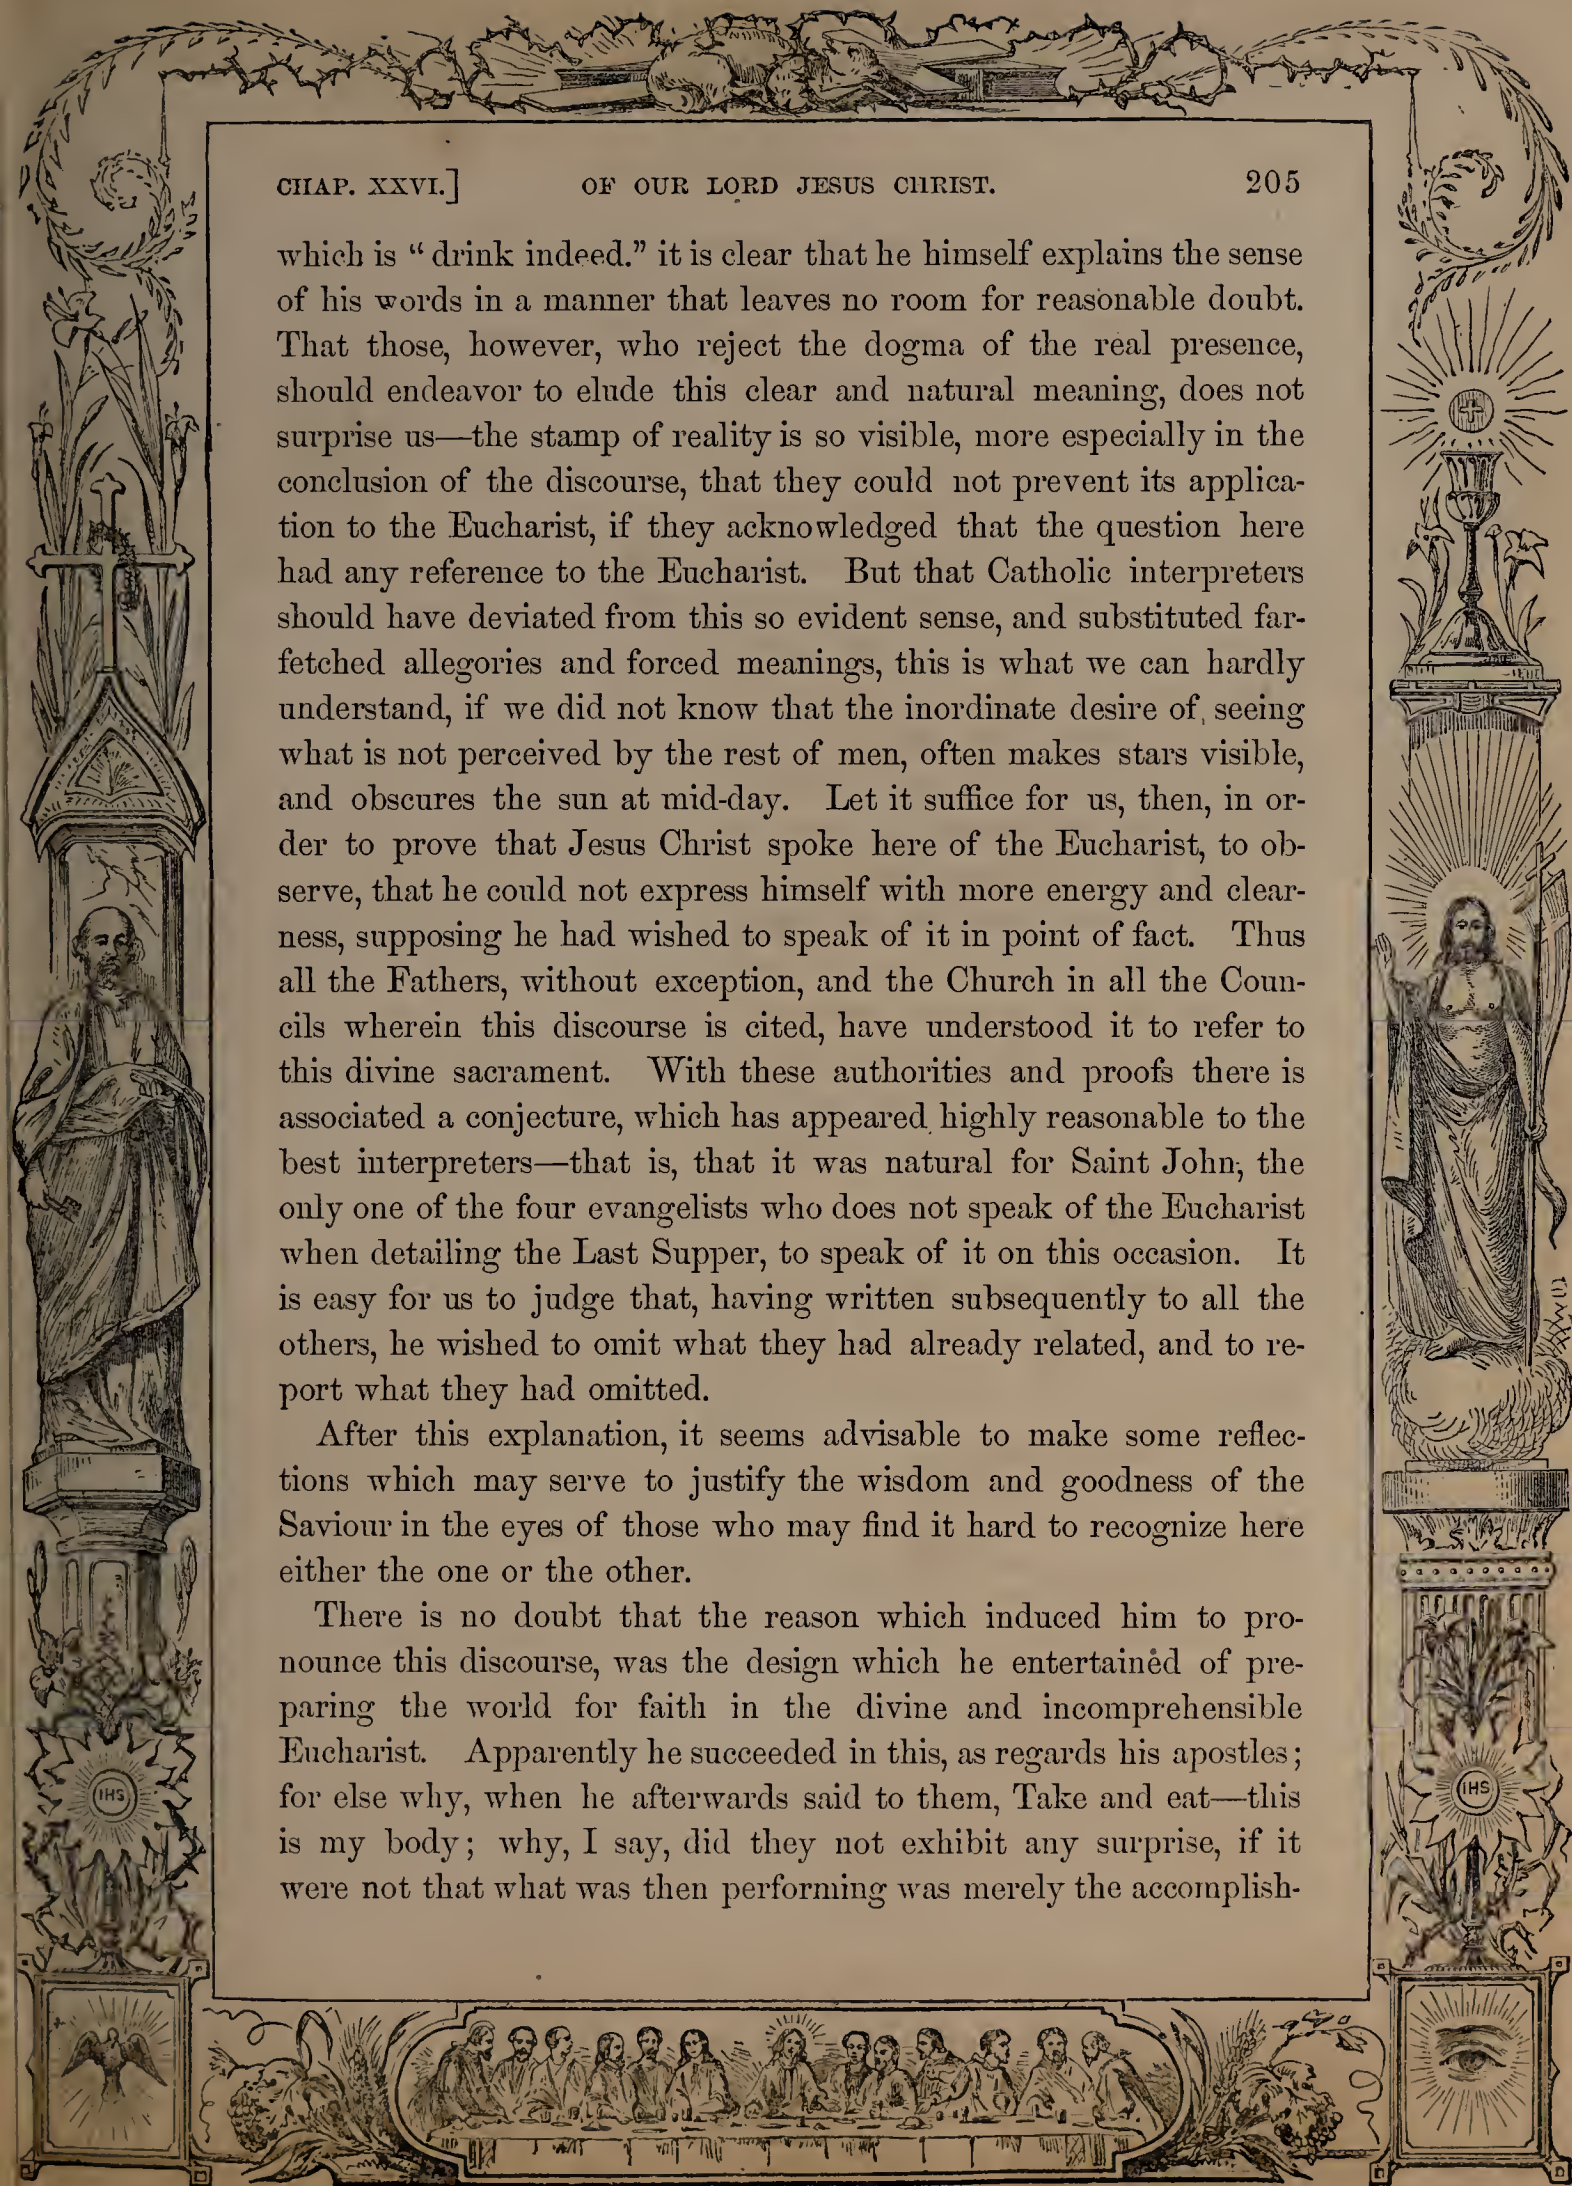 CHAP. XXVI.] OF OUR LORD JESUS CHRIST. 205
which is “ drink indeed.” it is clear that he himself explains the sense
of his words in a manner that leaves no room for reasonable doubt.
That those, however, who reject the dogma of the real presence,
should endeavor to elude this clear and natural meaning, does not
surprise us—the stamp of reality is so visible, more especially in the
conclusion of the discourse, that they could not prevent its applica-
tion to the Eucharist, if they acknowledged that the question here
had any reference to the Eucharist. But that Catholic interpreters
should have deviated from this so evident sense, and substituted far-
fetched allegories and forced meanings, this is what we can hardly
understand, if we did not know that the inordinate desire of seeing
what is not perceived by the rest of men, often makes stars visible,
and obscures the sun at mid-day. Let it suffice for us, then, in or-
der to prove that Jesus Christ spoke here of the Eucharist, to ob-
serve, that he could not express himself with more energy and clear-
ness, supposing he had wished to speak of it in point of fact. Thus
all the Fathers, without exception, and the Church in all the Coun-
cils wherein this discourse is cited, have understood it to refer to
this divine sacrament. With these authorities and proofs there is
associated a conjecture, which has appeared highly reasonable to the
best interpreters—that is, that it was natural for Saint John, the
only one of the four evangelists who does not speak of the Eucharist
when detailing the Last Supper, to speak of it on this occasion. It
is easy for us to judge that, having written subsequently to all the
others, he wished to omit what they had already related, and to re-
port what they had omitted.
After this explanation, it seems advisable to make some reflec-
tions which may serve to justify the wisdom and goodness of the
Saviour in the eyes of those who may find it hard to recognize here
either the one or the other.
There is no doubt that the reason which induced him to pro-
nounce this discourse, was the design which he entertained of pre-
paring the world for faith in the divine and incomprehensible
Eucharist. Apparently he succeeded in this, as regards his apostles;
for else why, when he afterwards said to them, Take and eat—this
is my body; why, I say, did they not exhibit any surprise, if it
were not that what was then performing was merely the accomplish-
IHS
IHS